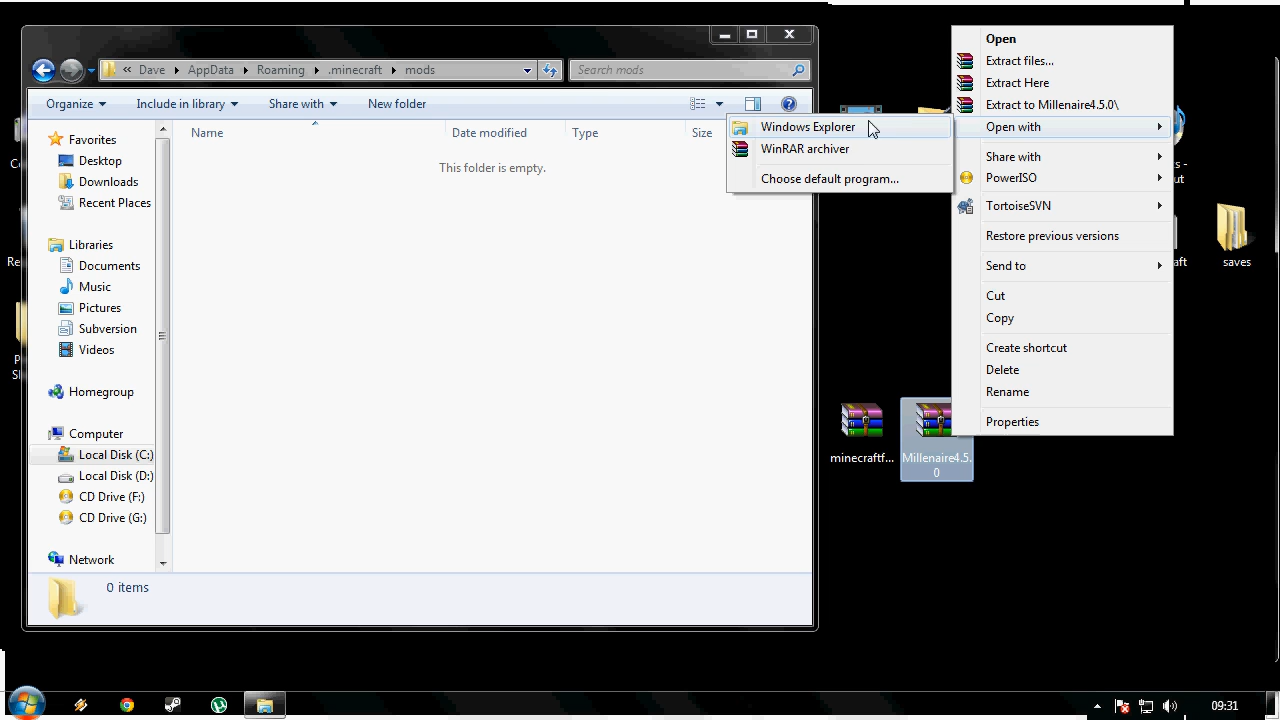 « Dave ▸ AppData ▸ Roaming ▸ .minecraft ▸ mods
Search mods
Organize
Include in library
Share with
New folder
Name
Date modified
Type
Size
This folder is empty.
Favorites
Desktop
Downloads
Recent Places
Libraries
Documents
Music
Pictures
Subversion
Videos
Homegroup
Computer
Local Disk (C:)
Local Disk (D:)
CD Drive (F:)
CD Drive (G:)
Network
0 items
Windows Explorer
WinRAR archiver
Choose default program...
Open
Extract files...
Extract Here
Extract to Millenaire4.5.0\
Open with
Share with
PowerISO
TortoiseSVN
Restore previous versions
Send to
Cut
Copy
Create shortcut
Delete
Rename
Properties
saves
minecraftf...
Millenaire4.5.
0
09:31